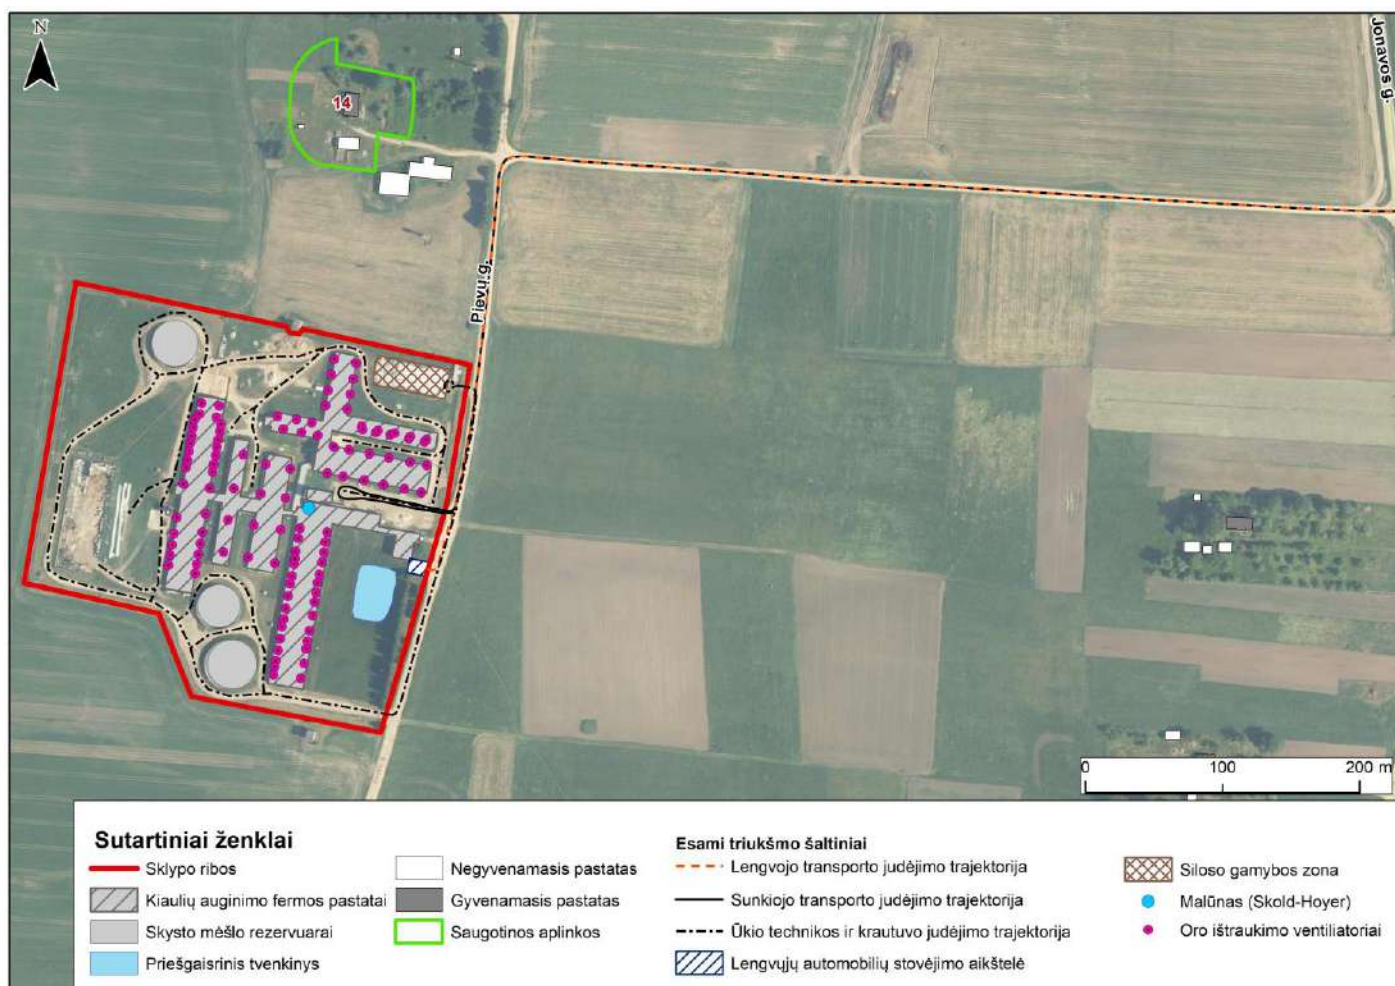 N
14
Jonavos g.
Pievų g.
0 100 200 m
Sutartiniai ženklai
Sklypo ribos
Kiaulių auginimo fermos pastatai
Skysto mėšlo rezervuarai
Priešgaisrinis tvenkinys
Negyvenamasis pastatas
Gyvenamasis pastatas
Saugotinos aplinkos
Esami triukšmo šaltiniai
Lengvojo transporto judėjimo trajektorija
Sunkiojo transporto judėjimo trajektorija
Ūkio technikos ir krautuvo judėjimo trajektorija
Lengvųjų automobilių stovėjimo aikštelė
Siloso gamybos zona
Malūnas (Skold-Hoyer)
Oro ištraukimo ventiliatoriai